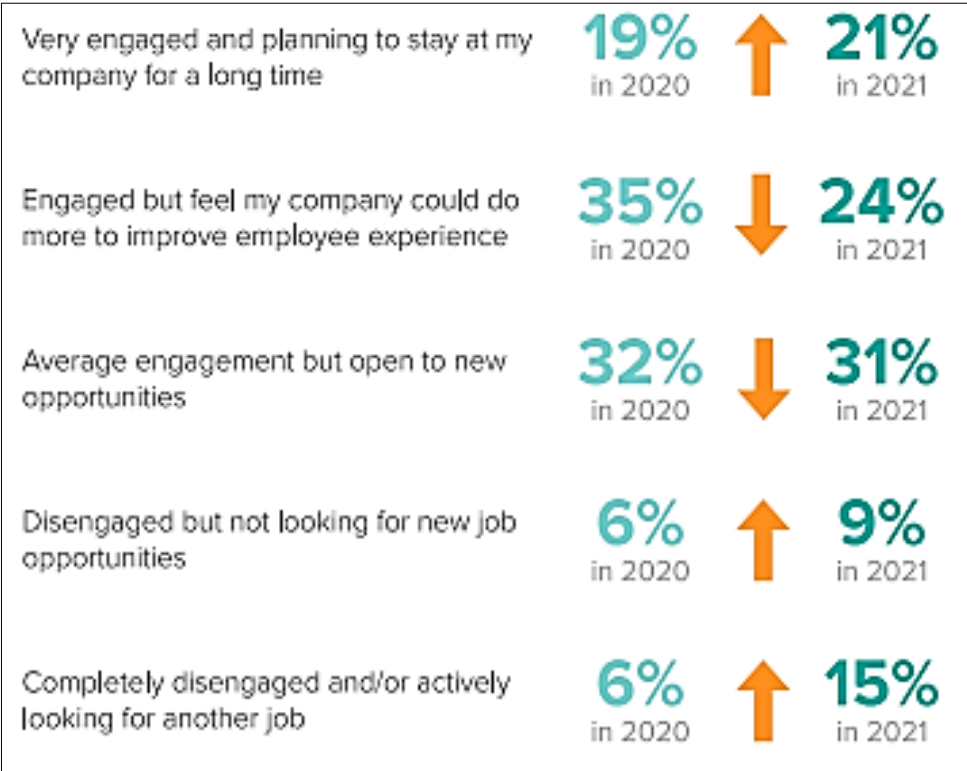 Very engaged and planning to stay at my
company for a long time
19%
in 2020
21%
in 2021
Engaged but feel my company could do
more to improve employee experience
35%
in 2020
24%
in 2021
Average engagement but open to new
opportunities
32%
in 2020
31%
in 2021
Disengaged but not looking for new job
opportunities
6%
in 2020
9%
in 2021
Completely disengaged and/or actively
looking for another job
6%
in 2020
15%
in 2021